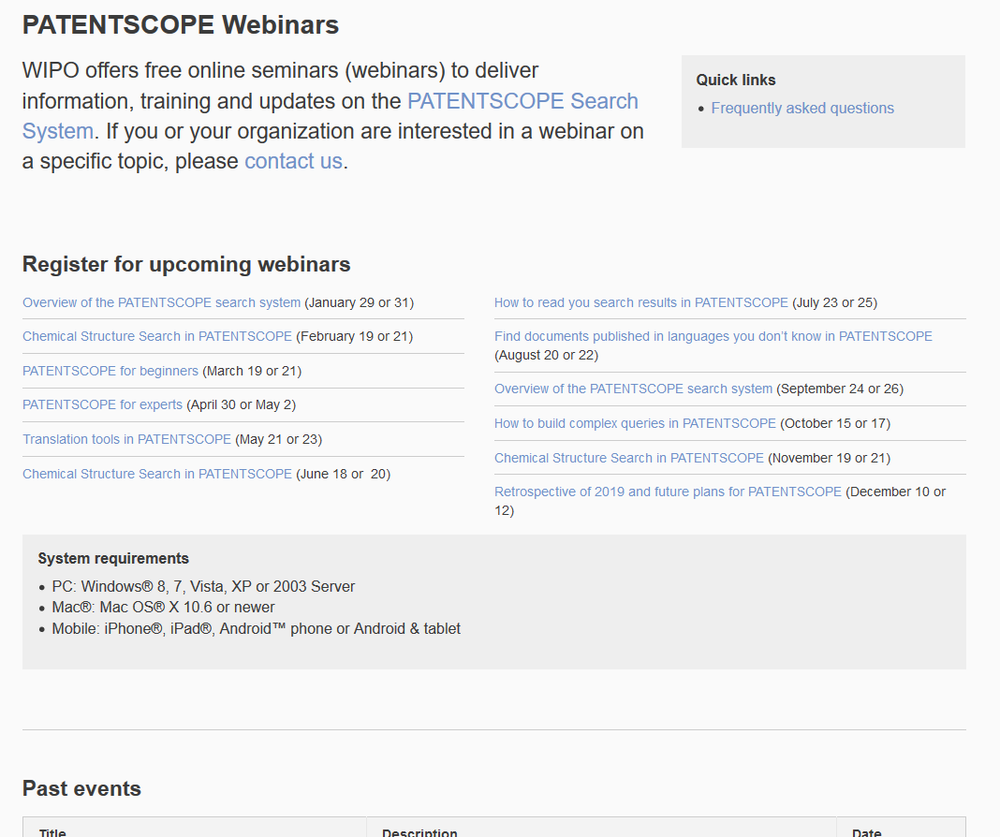 PATENTSCOPE Webinars
WIPO offers free online seminars (webinars) to deliver
information, training and updates on the PATENTSCOPE Search
System. If you or your organization are interested in a webinar on
a specific topic, please contact us.
Quick links
• Frequently asked questions
Register for upcoming webinars
Overview of the PATENTSCOPE search system (January 29 or 31)
Chemical Structure Search in PATENTSCOPE (February 19 or 21)
PATENTSCOPE for beginners (March 19 or 21)
PATENTSCOPE for experts (April 30 or May 2)
Translation tools in PATENTSCOPE (May 21 or 23)
Chemical Structure Search in PATENTSCOPE (June 18 or  20)
How to read you search results in PATENTSCOPE (July 23 or 25)
Find documents published in languages you don’t know in PATENTSCOPE
(August 20 or 22)
Overview of the PATENTSCOPE search system (September 24 or 26)
How to build complex queries in PATENTSCOPE (October 15 or 17)
Chemical Structure Search in PATENTSCOPE (November 19 or 21)
Retrospective of 2019 and future plans for PATENTSCOPE (December 10 or
12)
System requirements
• PC: Windows® 8, 7, Vista, XP or 2003 Server
• Mac®: Mac OS® X 10.6 or newer
• Mobile: iPhone®, iPad®, Android™ phone or Android & tablet
Past events
Title
Description
Date